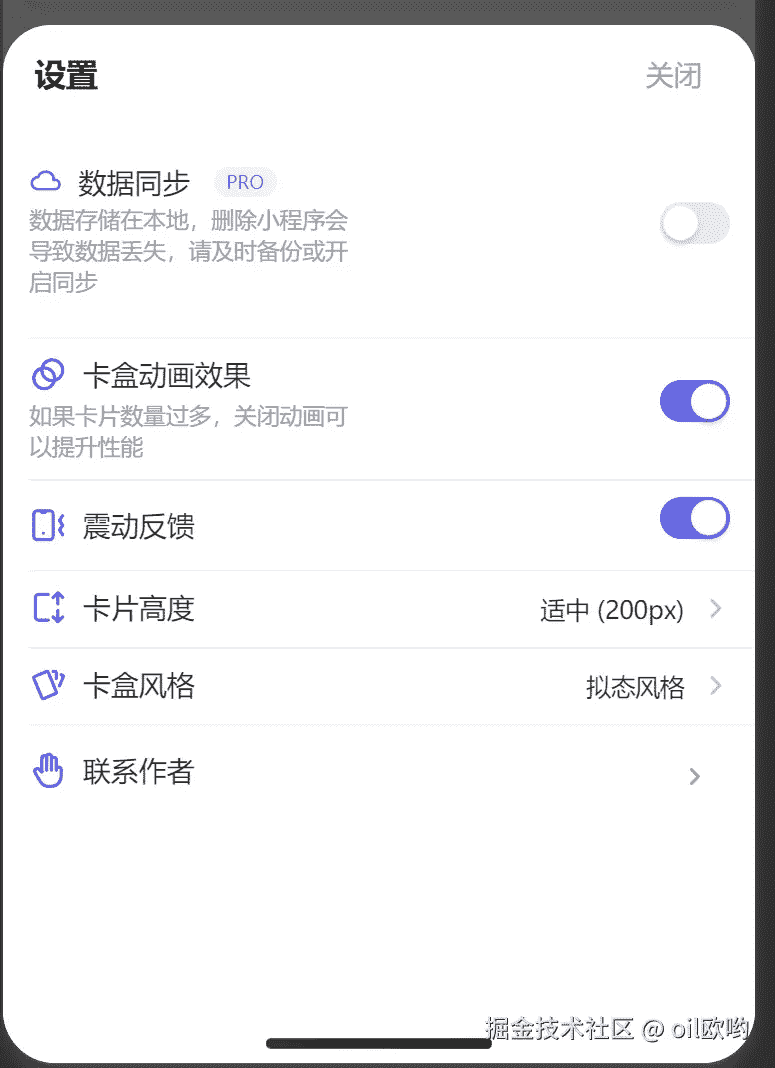 设置
关闭
数据同步 PRO
数据存储在本地，删除小程序会
导致数据丢失，请及时备份或开
启同步
卡盒动画效果
如果卡片数量过多，关闭动画可
以提升性能
震动反馈
卡片高度 适中 (200px)
卡盒风格 拟态风格
联系作者
掘金技术社区 @ oil欧哟